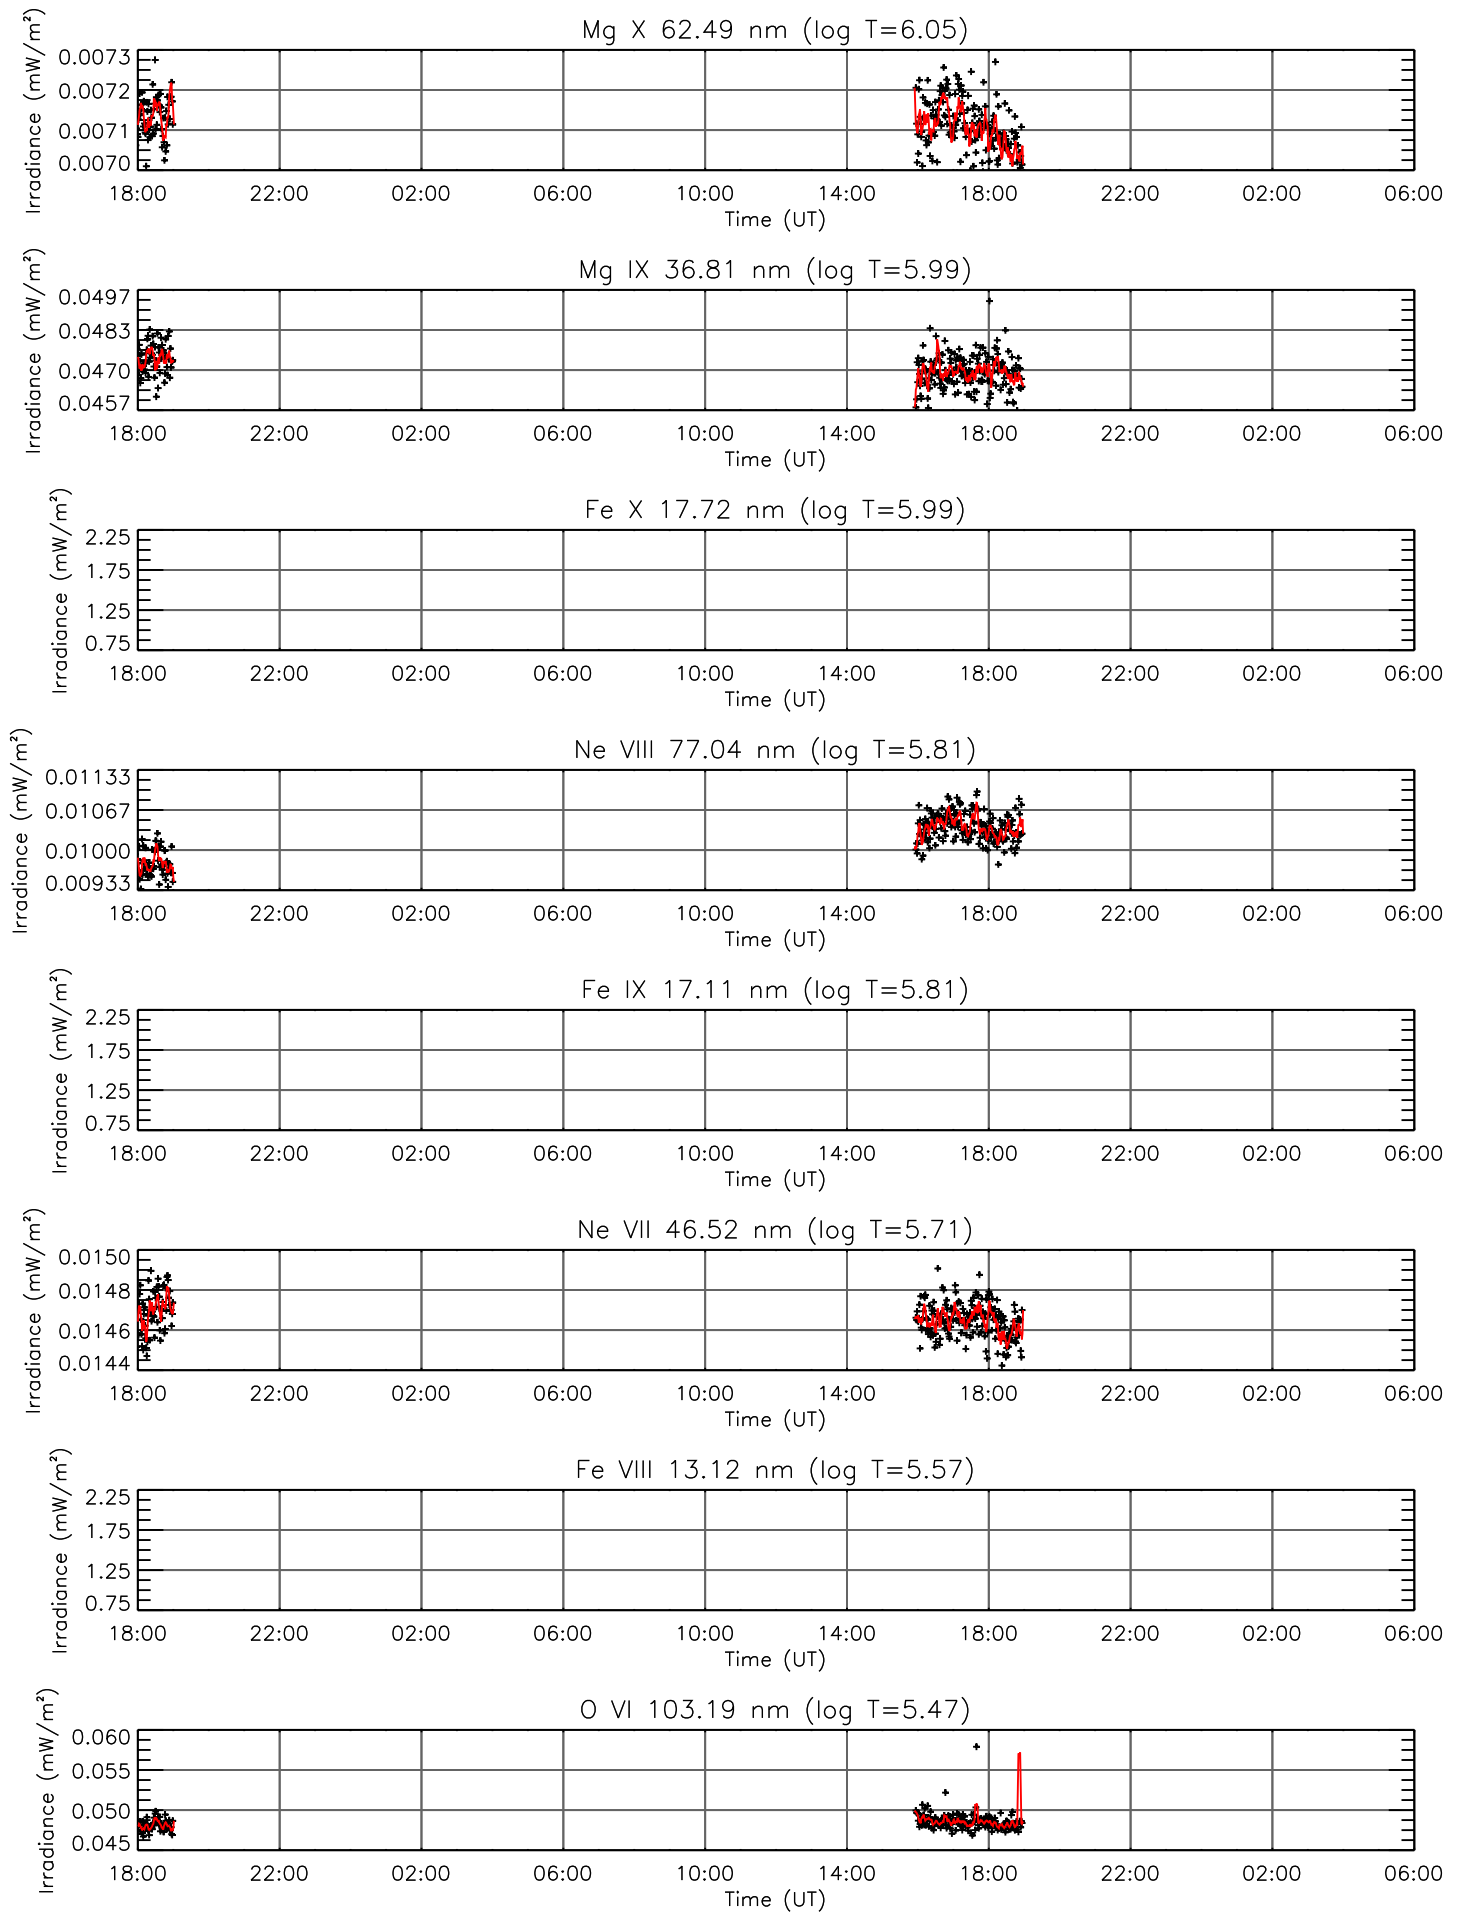 Mg X 62.49 nm (log T=6.05)
Irradiance (mW/m²)
0.0073
0.0072
0.0071
0.0070
18:00 22:00 02:00 06:00 10:00 14:00 18:00 22:00 02:00 06:00
Time (UT)
Mg IX 36.81 nm (log T=5.99)
Irradiance (mW/m²)
0.0497
0.0483
0.0470
0.0457
18:00 22:00 02:00 06:00 10:00 14:00 18:00 22:00 02:00 06:00
Time (UT)
Fe X 17.72 nm (log T=5.99)
Irradiance (mW/m²)
2.25
1.75
1.25
0.75
18:00 22:00 02:00 06:00 10:00 14:00 18:00 22:00 02:00 06:00
Time (UT)
Ne VIII 77.04 nm (log T=5.81)
Irradiance (mW/m²)
0.01133
0.01067
0.01000
0.00933
18:00 22:00 02:00 06:00 10:00 14:00 18:00 22:00 02:00 06:00
Time (UT)
Fe IX 17.11 nm (log T=5.81)
Irradiance (mW/m²)
2.25
1.75
1.25
0.75
18:00 22:00 02:00 06:00 10:00 14:00 18:00 22:00 02:00 06:00
Time (UT)
Ne VII 46.52 nm (log T=5.71)
Irradiance (mW/m²)
0.0150
0.0148
0.0146
0.0144
18:00 22:00 02:00 06:00 10:00 14:00 18:00 22:00 02:00 06:00
Time (UT)
Fe VIII 13.12 nm (log T=5.57)
Irradiance (mW/m²)
2.25
1.75
1.25
0.75
18:00 22:00 02:00 06:00 10:00 14:00 18:00 22:00 02:00 06:00
Time (UT)
O VI 103.19 nm (log T=5.47)
Irradiance (mW/m²)
0.060
0.055
0.050
0.045
18:00 22:00 02:00 06:00 10:00 14:00 18:00 22:00 02:00 06:00
Time (UT)